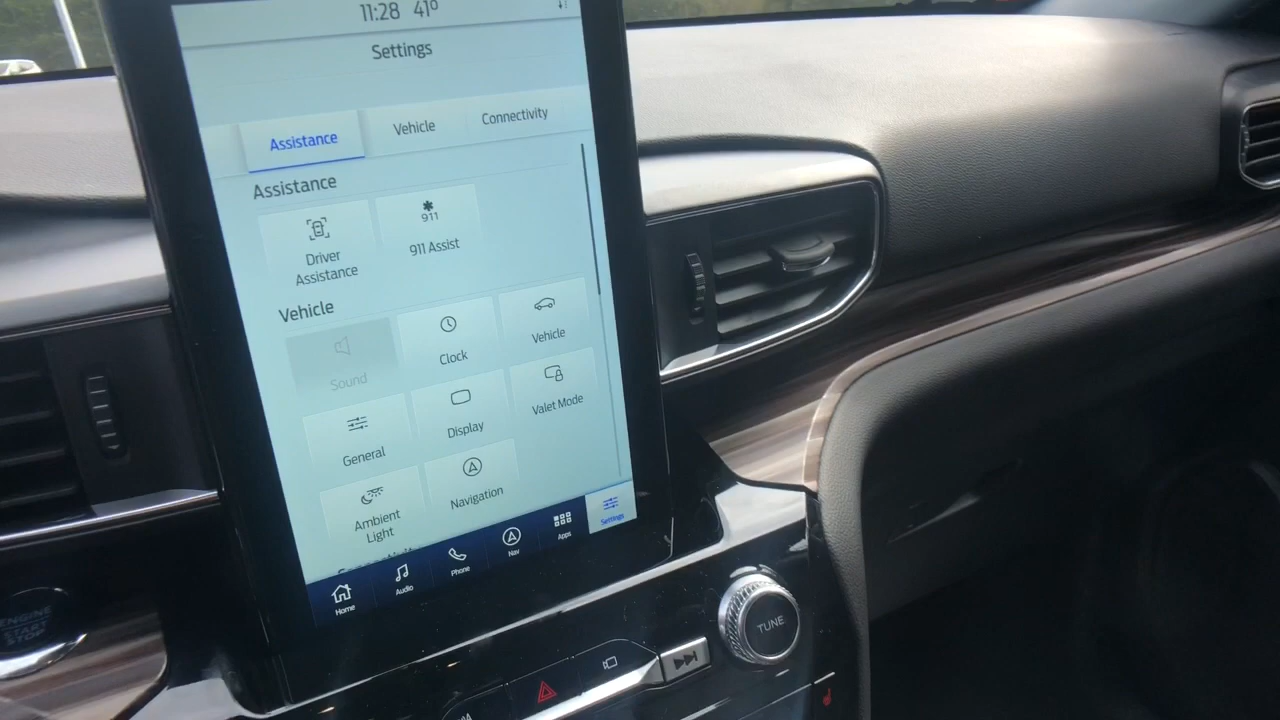 11:28 41°
Settings
Assistance
Vehicle
Connectivity
Assistance
911
Driver
Assistance
911 Assist
Vehicle
Sound
Clock
Vehicle
General
Display
Valet Mode
Ambient
Light
Navigation
Home
Audio
Phone
Nav
Apps
Settings
ENGINE
START
STOP
TUNE